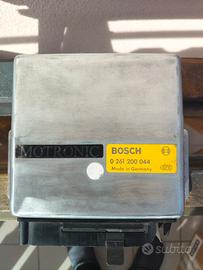 MOTRONIC
BOSCH
0 261 200 044
Made in Germany
subito